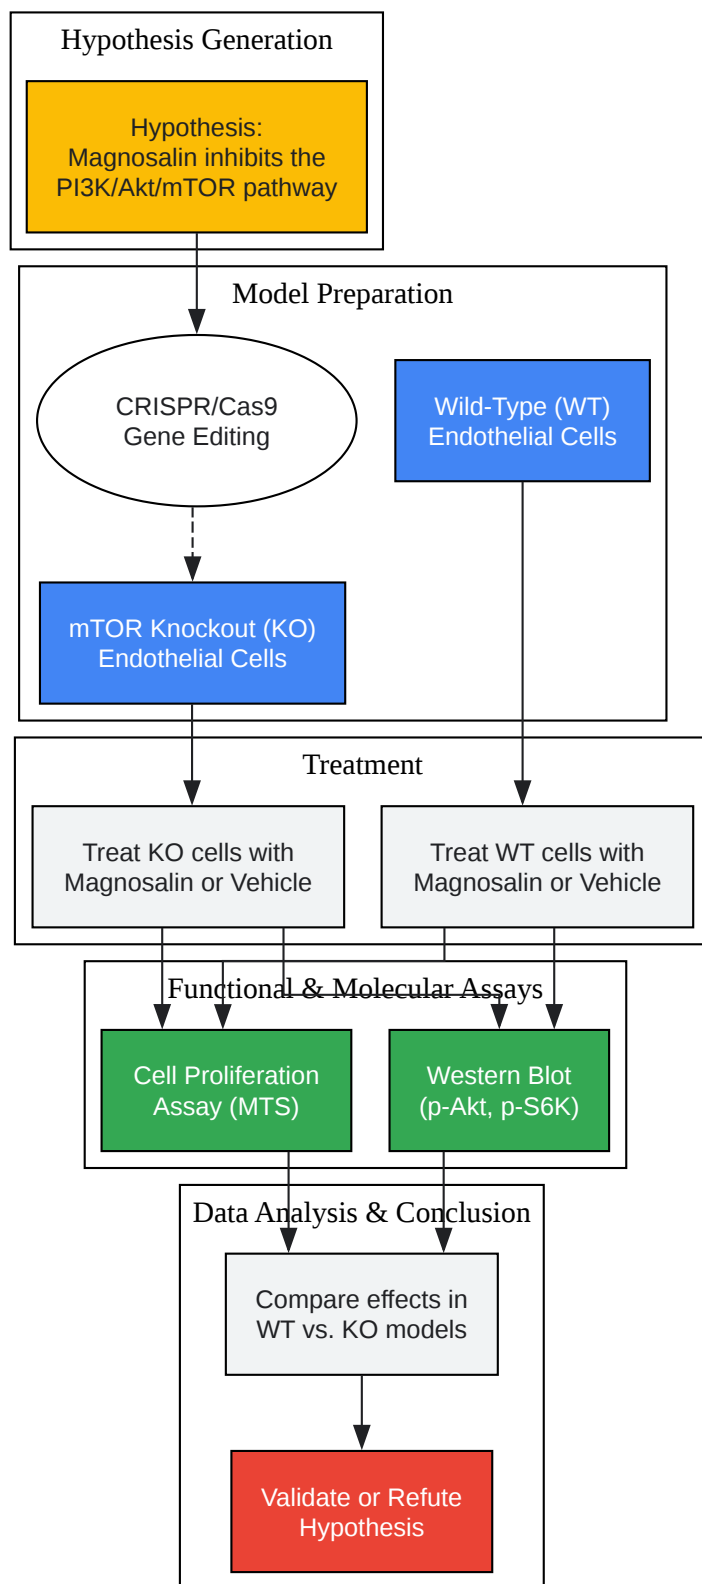 Hypothesis Generation
Hypothesis:
Magnosalin inhibits the
PI3K/Akt/mTOR pathway
Model Preparation
CRISPR/Cas9
Gene Editing
Wild-Type (WT)
Endothelial Cells
mTOR Knockout (KO)
Endothelial Cells
Treatment
Treat KO cells with
Magnosalin or Vehicle
Treat WT cells with
Magnosalin or Vehicle
Functional & Molecular Assays
Cell Proliferation
Assay (MTS)
Western Blot
(p-Akt, p-S6K)
Data Analysis & Conclusion
Compare effects in
WT vs. KO models
Validate or Refute
Hypothesis